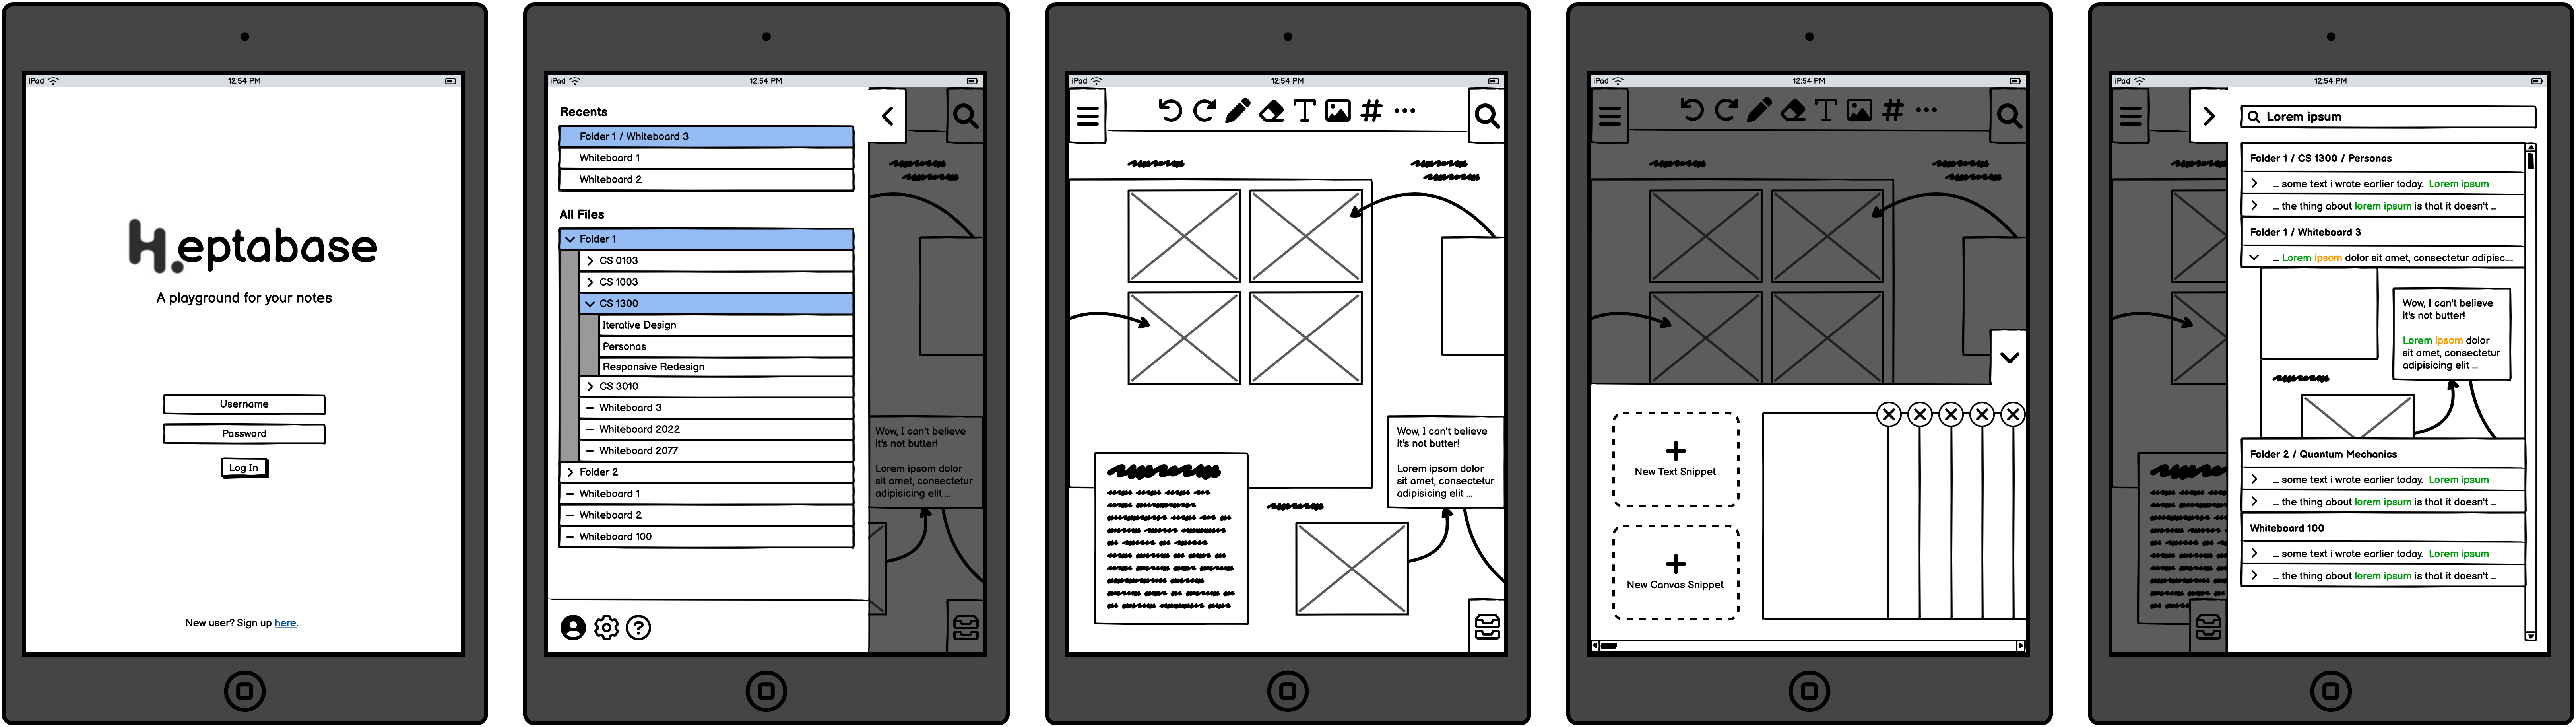 iPad
12:54 PM
H.eptabase
A playground for your notes
Username
Password
Log In
New user? Sign up here.
iPad
12:54 PM
Recents
Folder 1 / Whiteboard 3
Whiteboard 1
Whiteboard 2
All Files
Folder 1
CS 0103
CS 1003
CS 1300
Iterative Design
Personas
Responsive Redesign
CS 3010
Whiteboard 3
Whiteboard 2022
Whiteboard 2077
Folder 2
Whiteboard 1
Whiteboard 2
Whiteboard 100
Wow, I can't believe
it's not butter!
Lorem ipsom dolor
sit amet, consectetur
adipisicing elit ...
iPad
12:54 PM
Wow, I can't believe
it's not butter!
Lorem ipsom dolor
sit amet, consectetur
adipisicing elit ...
iPad
12:54 PM
New Text Snippet
New Canvas Snippet
iPad
12:54 PM
Lorem ipsum
Folder 1 / CS 1300 / Personas
... some text i wrote earlier today. Lorem ipsum
... the thing about lorem ipsum is that it doesn't ...
Folder 1 / Whiteboard 3
... Lorem ipsom dolor sit amet, consectetur adipisc....
Wow, I can't believe
it's not butter!
Lorem ipsom dolor
sit amet, consectetur
adipisicing elit ...
Folder 2 / Quantum Mechanics
... some text i wrote earlier today. Lorem ipsum
... the thing about lorem ipsum is that it doesn't ...
Whiteboard 100
... some text i wrote earlier today. Lorem ipsum
... the thing about lorem ipsum is that it doesn't ...